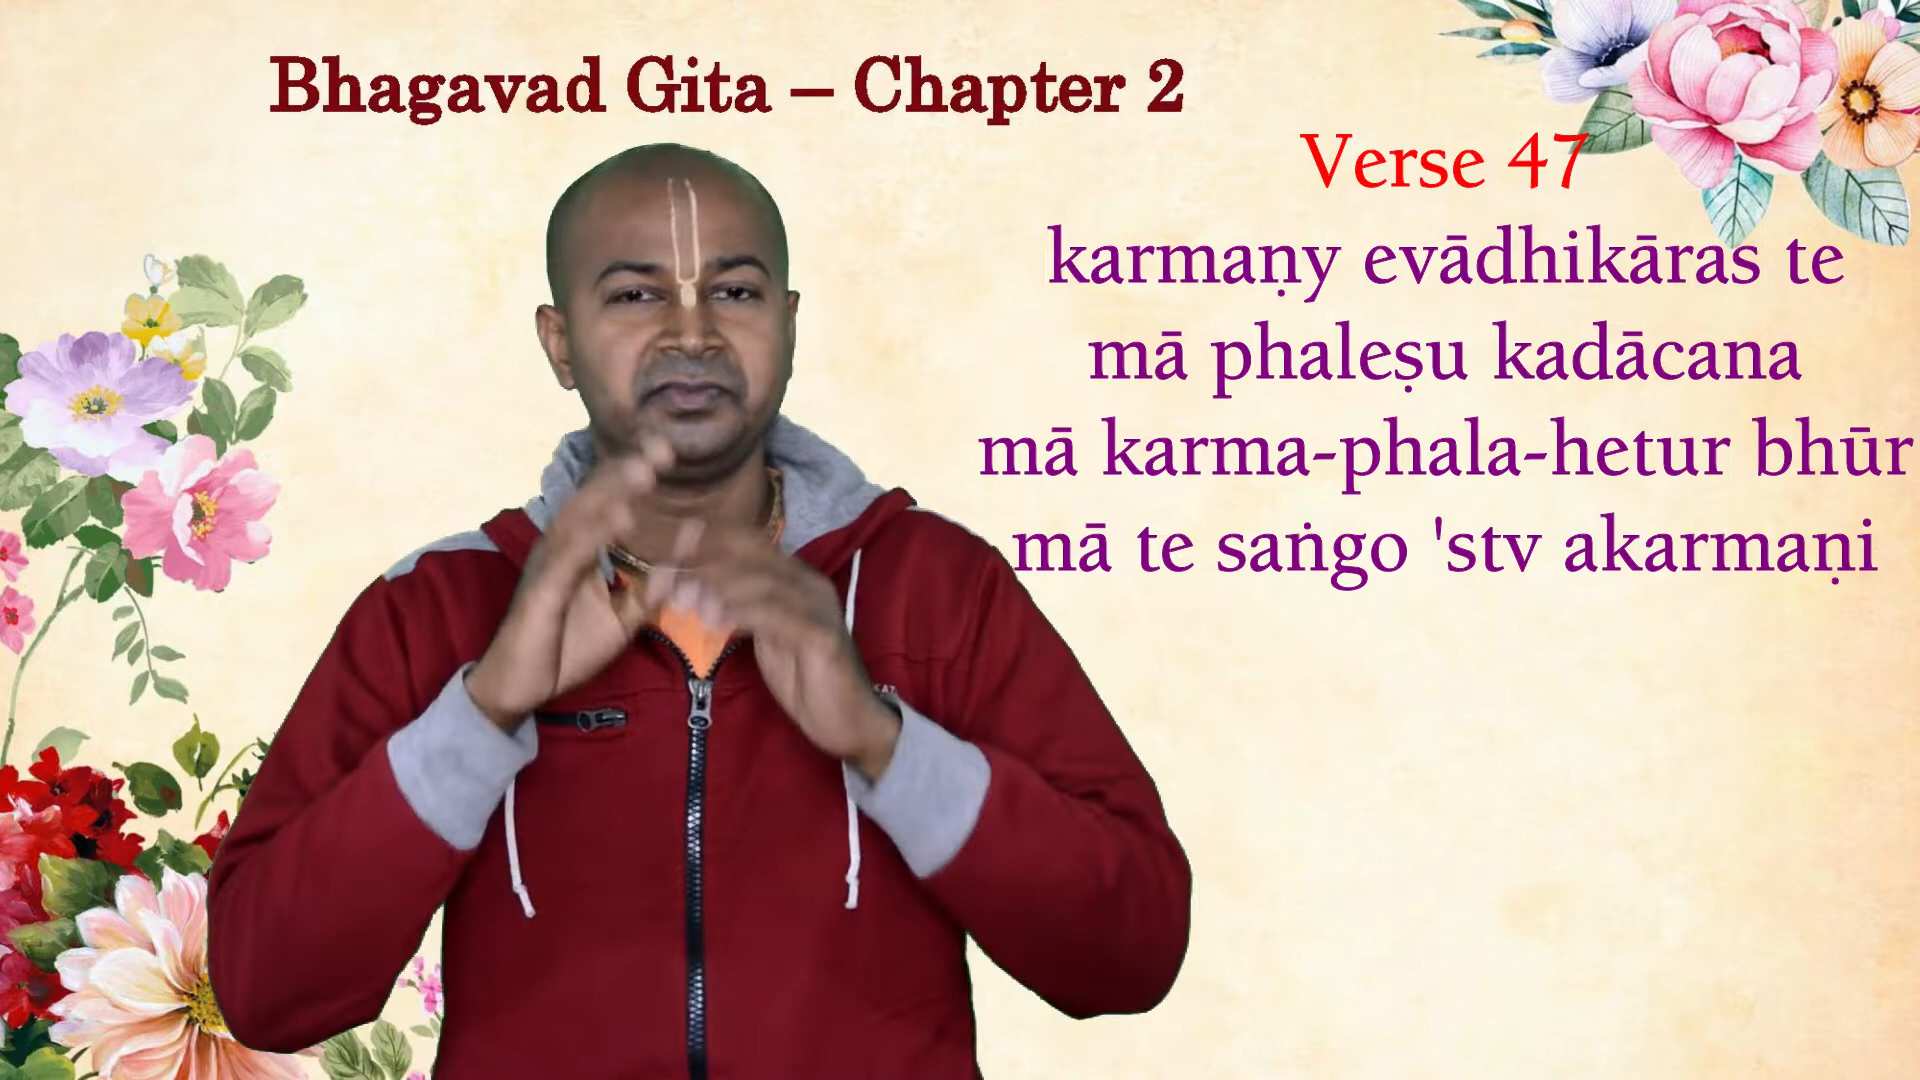 Bhagavad Gita – Chapter 2
Verse 47
karmaṇy evādhikāras te
mā phaleṣu kadācana
mā karma-phala-hetur bhūr
mā te saṅgo 'stv akarmaṇi